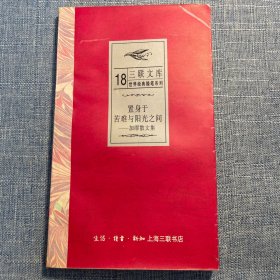 18 三联文库
世界经典随笔系列
置身于
苦难与阳光之间
——加缪散文集
生活·读书·新知 上海三联书店